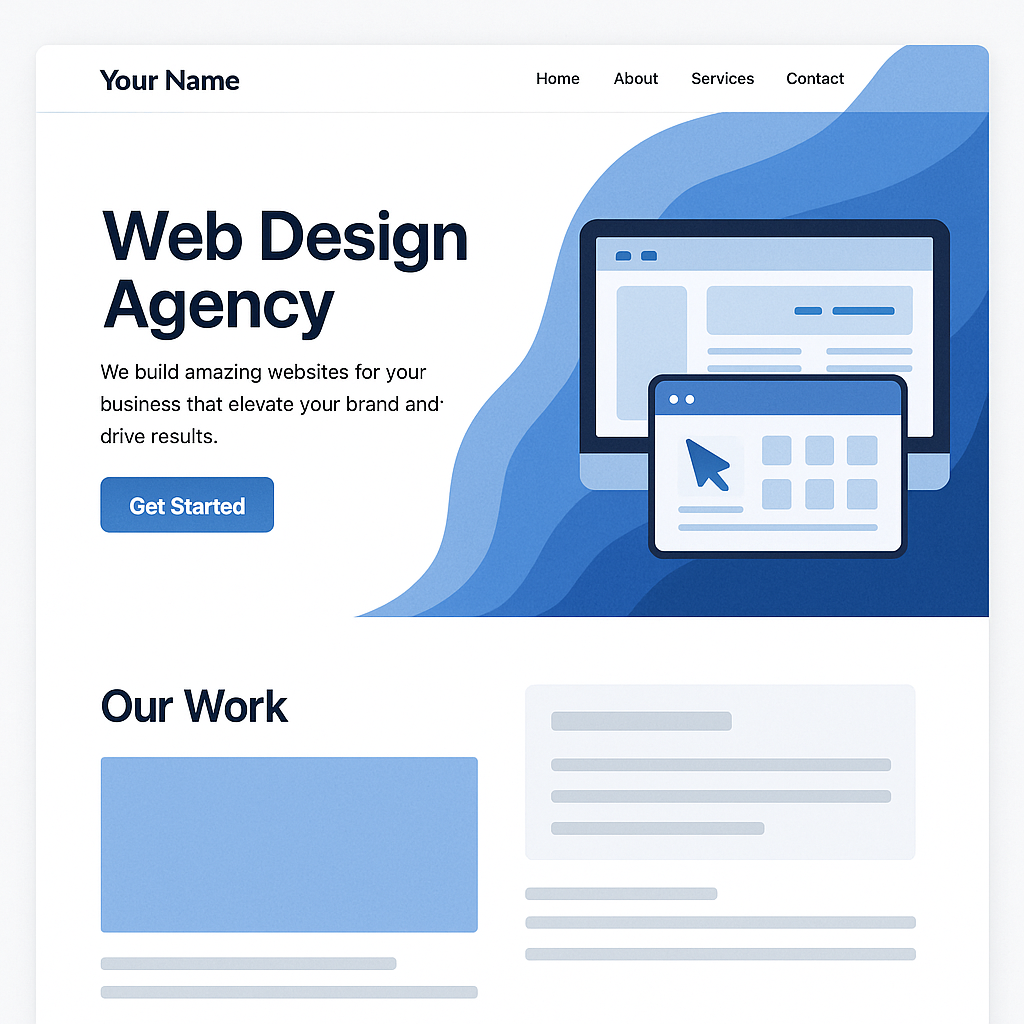 Your Name
Home About Services Contact
Web Design
Agency
We build amazing websites for your
business that elevate your brand and·
drive results.
Get Started
Our Work